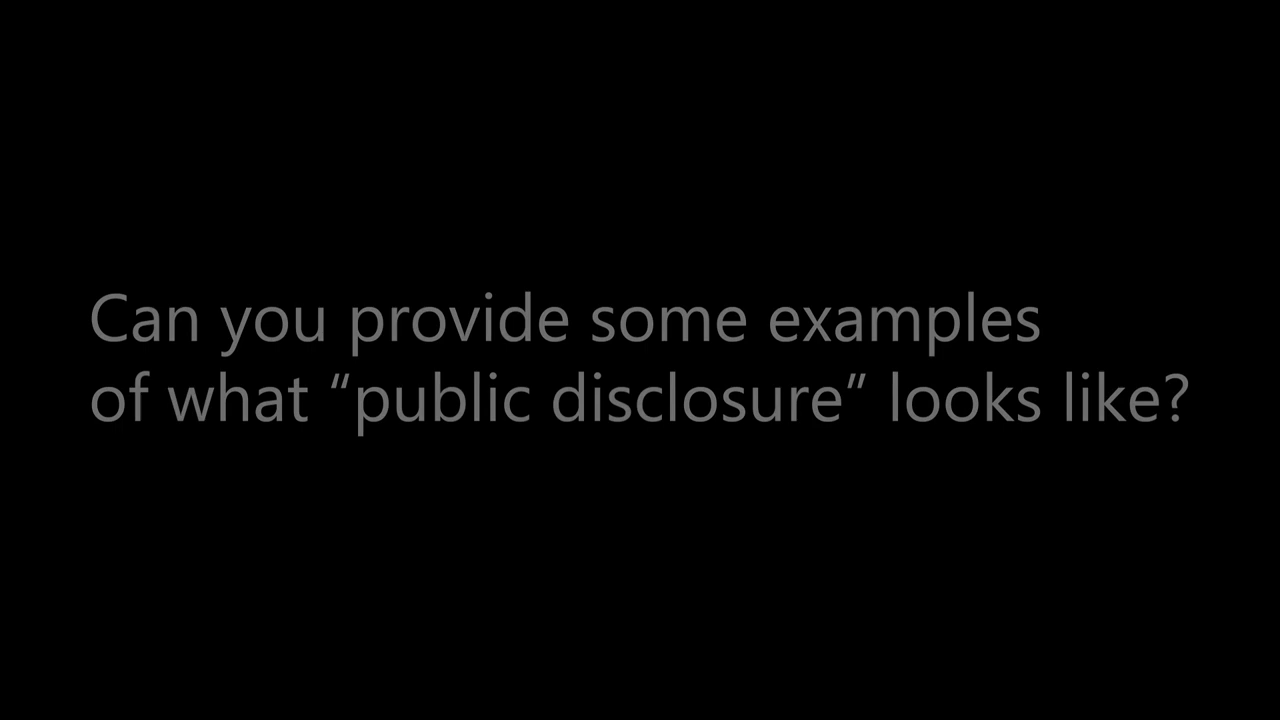 Can you provide some examples
of what “public disclosure” looks like?